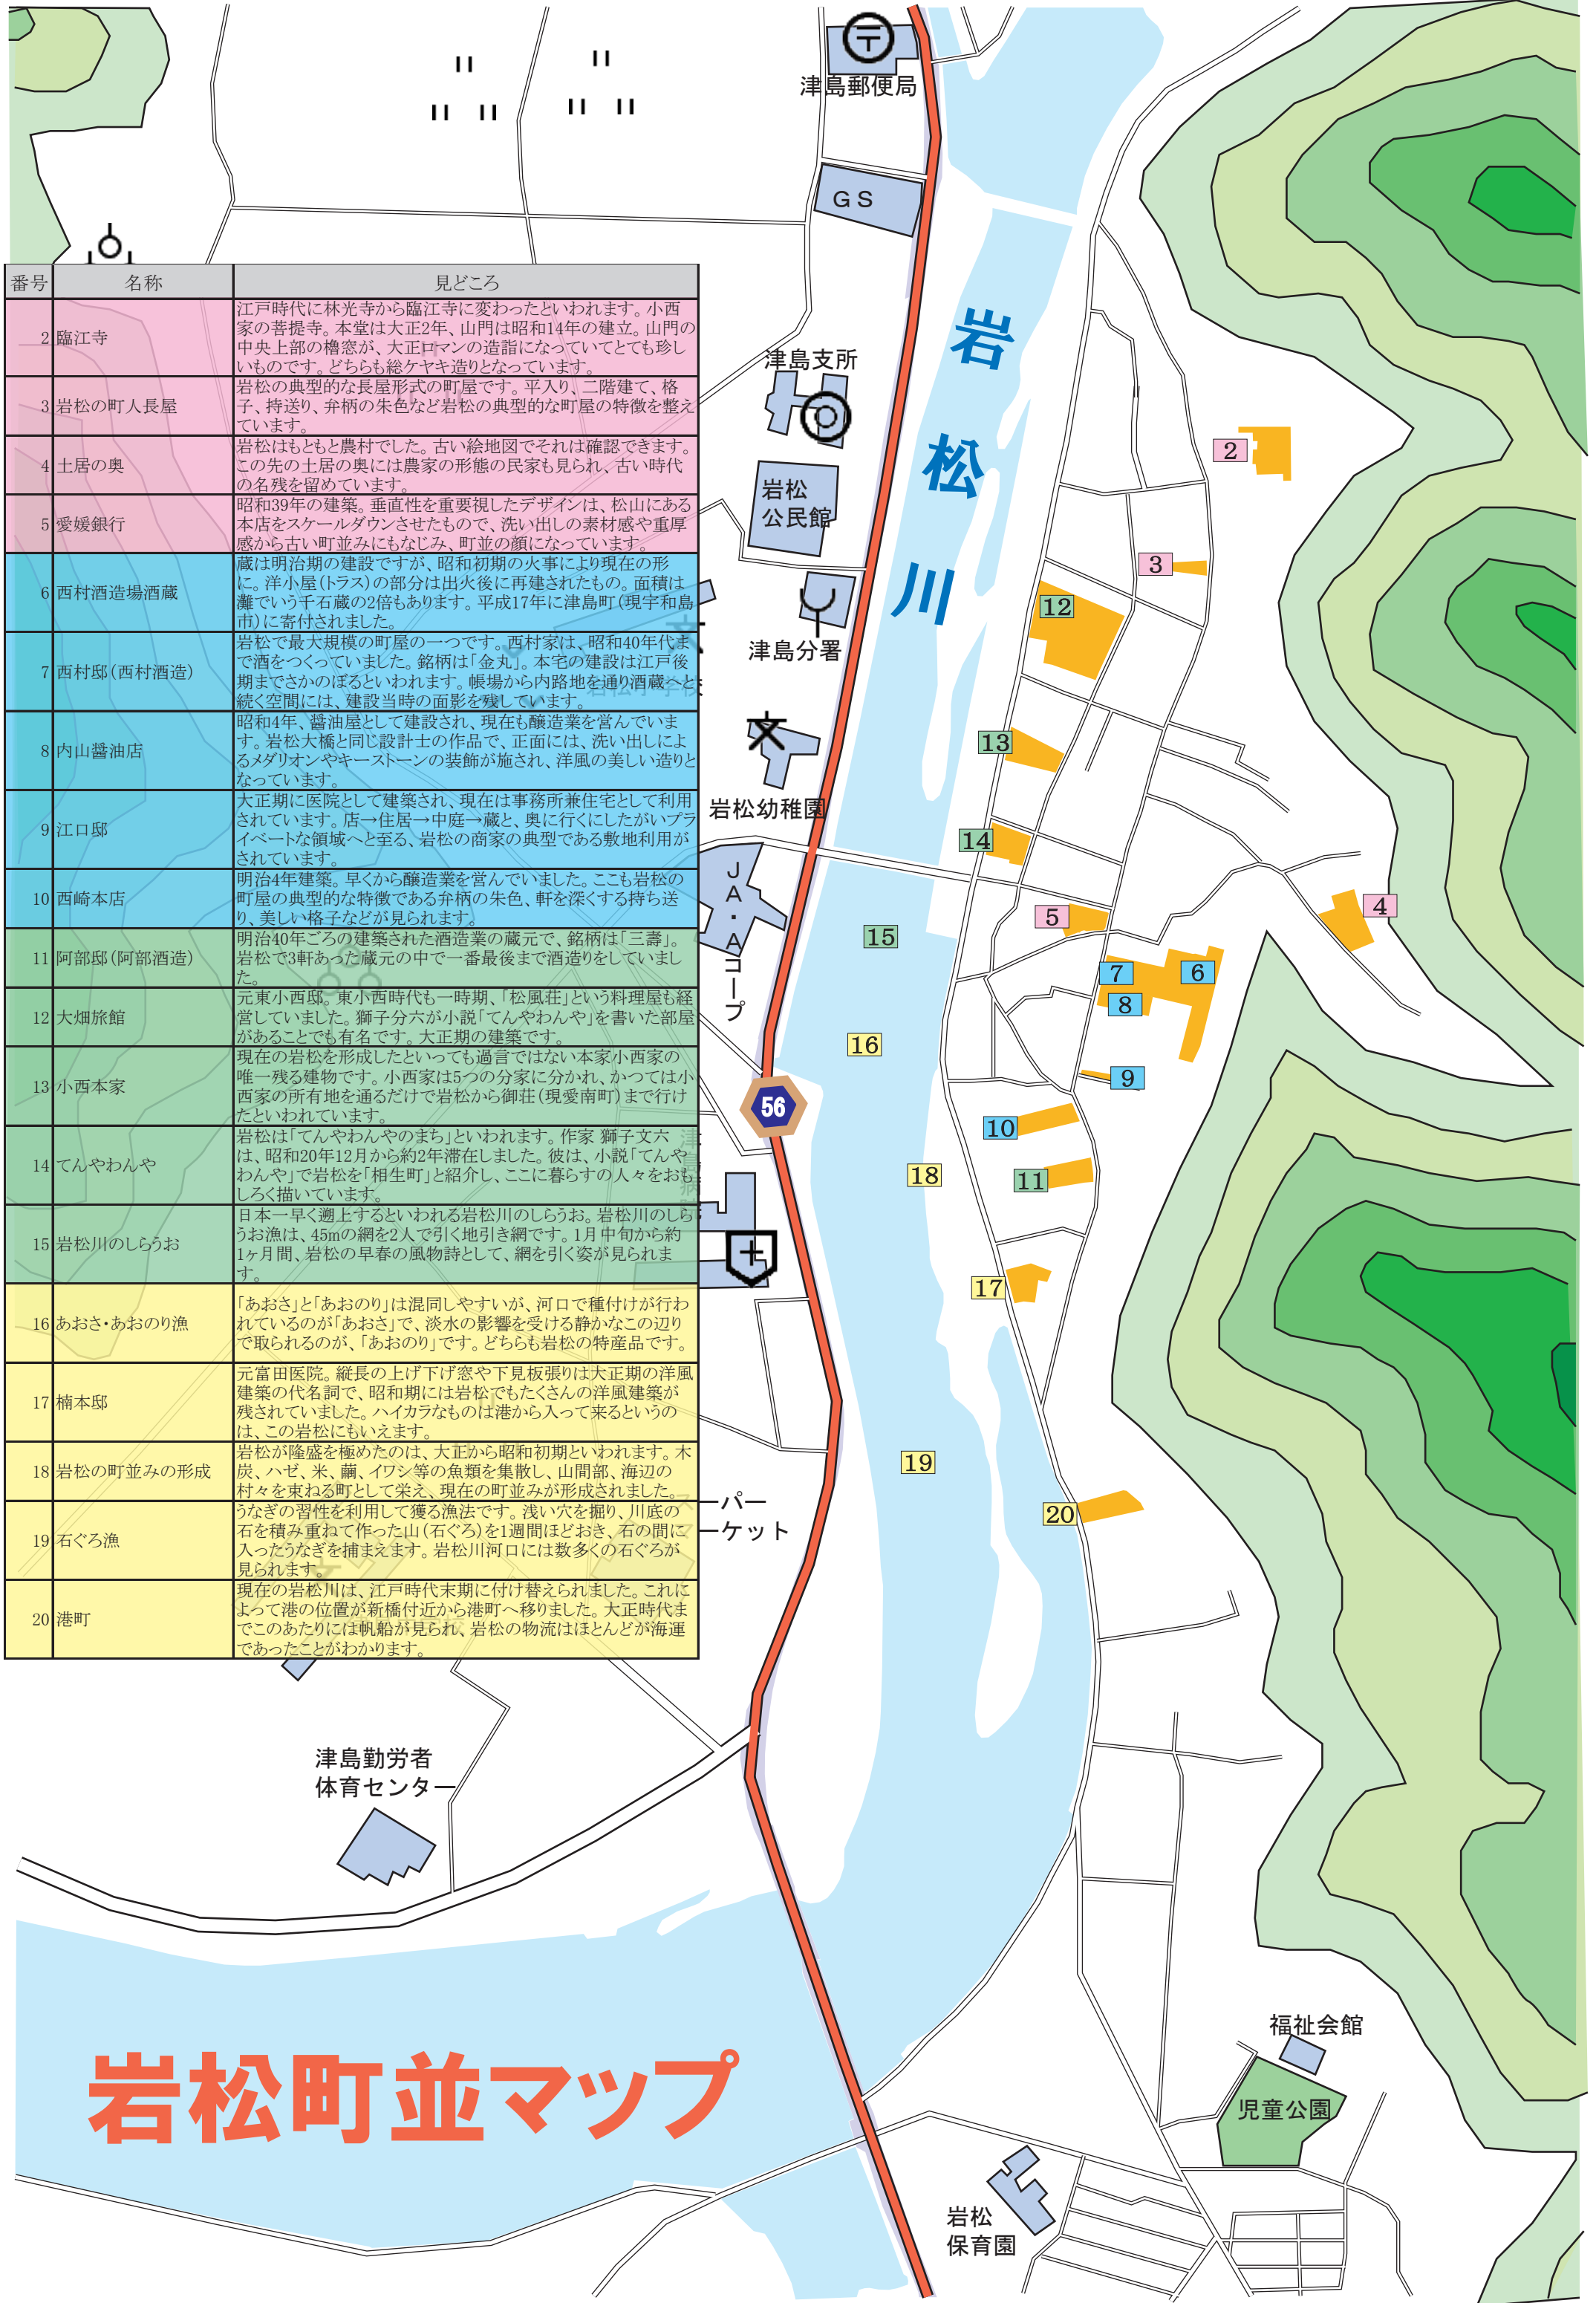 津島郵便局
GS
番号 名称 見どころ
2 臨江寺
江戸時代に林光寺から臨江寺に変わったといわれます。小西
家の菩提寺。本堂は大正2年、山門は昭和14年の建立。山門の
中央上部の櫓窓が、大正ロマンの造詣になっていてとても珍し
いものです。どちらも総ケヤキ造りとなっています。
3 岩松の町人長屋
岩松の典型的な長屋形式の町屋です。平入り、二階建て、格
子、持送り、弁柄の朱色など岩松の典型的な町屋の特徴を整え
ています。
4 土居の奥
岩松はもともと農村でした。古い絵地図でそれは確認できます。
この先の土居の奥には農家の形態の民家も見られ、古い時代
の名残を留めています。
5 愛媛銀行
昭和39年の建築。垂直性を重要視したデザインは、松山にある
本店をスケールダウンさせたもので、洗い出しの素材感や重厚
感から古い町並みにもなじみ、町並の顔になっています。
6 西村酒造場酒蔵
蔵は明治期の建設ですが、昭和初期の火事により現在の形
に。洋小屋(トラス)の部分は出火後に再建されたもの。面積は
灘でいう千石蔵の2倍もあります。平成17年に津島町(現宇和島
市)に寄付されました。
7 西村邸(西村酒造)
岩松で最大規模の町屋の一つです。西村家は、昭和40年代ま
で酒をつくっていました。銘柄は「金丸」。本宅の建設は江戸後
期までさかのぼるといわれます。帳場から内路地を通り酒蔵へと
続く空間には、建設当時の面影を残しています。
8 内山醤油店
昭和4年、醤油屋として建設され、現在も醸造業を営んでいま
す。岩松大橋と同じ設計士の作品で、正面には、洗い出しによ
るメダリオンやキーストーンの装飾が施され、洋風の美しい造りと
なっています。
9 江口邸
大正期に医院として建築され、現在は事務所兼住宅として利用
されています。店→住居→中庭→蔵と、奥に行くにしたがいプラ
イベートな領域へと至る、岩松の商家の典型である敷地利用が
されています。
10 西崎本店
明治4年建築。早くから醸造業を営んでいました。ここも岩松の
町屋の典型的な特徴である弁柄の朱色、軒を深くする持ち送
り、美しい格子などが見られます。
11 阿部邸(阿部酒造)
明治40年ごろの建築された酒造業の蔵元で、銘柄は「三壽」。
岩松で3軒あった蔵元の中で一番最後まで酒造りをしていまし
た。
12 大畑旅館
元東小西邸。東小西時代も一時期、「松風荘」という料理屋も経
営していました。獅子分六が小説「てんやわんや」を書いた部屋
があることでも有名です。大正期の建築です。
13 小西本家
現在の岩松を形成したといっても過言ではない本家小西家の
唯一残る建物です。小西家は5つの分家に分かれ、かつては小
西家の所有地を通るだけで岩松から御荘(現愛南町)まで行け
たといわれています。
14 てんやわんや
岩松は「てんやわんやのまち」といわれます。作家 獅子文六
は、昭和20年12月から約2年滞在しました。彼は、小説「てんや
わんや」で岩松を「相生町」と紹介し、ここに暮らすの人々をおも
しろく描いています。
15 岩松川のしらうお
日本一早く遡上するといわれる岩松川のしらうお。岩松川のしら
うお漁は、45mの網を2人で引く地引き網です。1月中旬から約
1ヶ月間、岩松の早春の風物詩として、網を引く姿が見られま
す。
16 あおさ・あおのり漁
「あおさ」と「あおのり」は混同しやすいが、河口で種付けが行わ
れているのが「あおさ」で、淡水の影響を受ける静かなこの辺り
で取られるのが、「あおのり」です。どちらも岩松の特産品です。
17 楠本邸
元富田医院。縦長の上げ下げ窓や下見板張りは大正期の洋風
建築の代名詞で、昭和期には岩松でもたくさんの洋風建築が
残されていました。ハイカラなものは港から入って来るというの
は、この岩松にもいえます。
18 岩松の町並みの形成
岩松が隆盛を極めたのは、大正から昭和初期といわれます。木
炭、ハゼ、米、繭、イワシ等の魚類を集散し、山間部、海辺の
村々を束ねる町として栄え、現在の町並みが形成されました。
19 石ぐろ漁
うなぎの習性を利用して獲る漁法です。浅い穴を掘り、川底の
石を積み重ねて作った山(石ぐろ)を1週間ほどおき、石の間に
入ったうなぎを捕まえます。岩松川河口には数多くの石ぐろが
見られます。
20 港町
現在の岩松川は、江戸時代末期に付け替えられました。これに
よって港の位置が新橋付近から港町へ移りました。大正時代ま
でこのあたりには帆船が見られ、岩松の物流はほとんどが海運
であったことがわかります。
岩松川
津島支所
岩松
公民館
津島分署
岩松小学校
岩松幼稚園
JA・Aコープ
56
津島病院
ーパー
ーケット
2
3
12
13
14
5
4
15
7
6
8
16
9
10
18
11
17
19
20
津島勤労者
体育センター
岩松町並マップ
福祉会館
児童公園
岩松
保育園